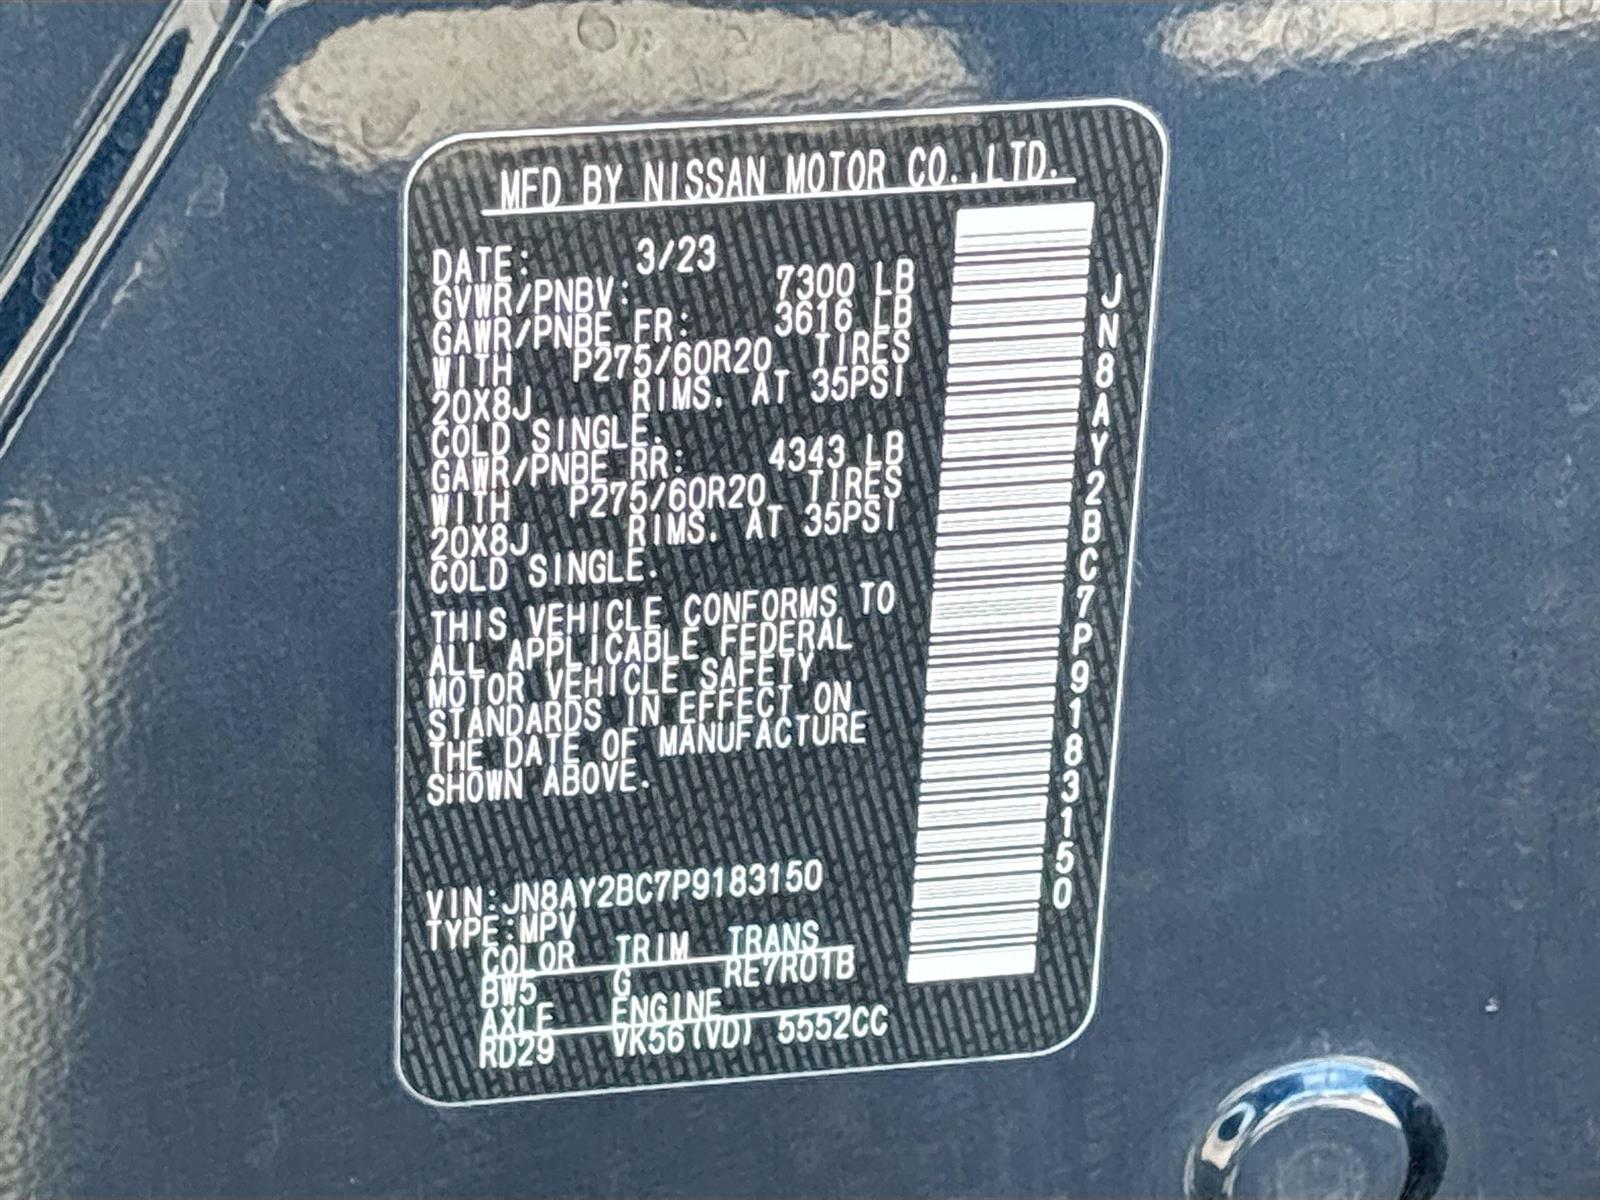 MFD BY NISSAN MOTOR CO.,LTD.
DATE: 3/23
GVWR/PNBV: 7300 LB
GAWR/PNBE FR: 3616 LB
WITH P275/60R20 TIRES
20X8J RIMS. AT 35PSI
COLD SINGLE.
GAWR/PNBE RR: 4343 LB
WITH P275/60R20 TIRES
20X8J RIMS. AT 35PSI
COLD SINGLE.
THIS VEHICLE CONFORMS TO
ALL APPLICABLE FEDERAL
MOTOR VEHICLE SAFETY
STANDARDS IN EFFECT ON
THE DATE OF MANUFACTURE
SHOWN ABOVE.
VIN:JN8AY2BC7P9183150
TYPE:MPV
COLOR TRIM TRANS
BW5 G RE7R01B
AXLE ENGINE
RD29 VK56(VD) 5552CC
JN8AY2BC7P9183150